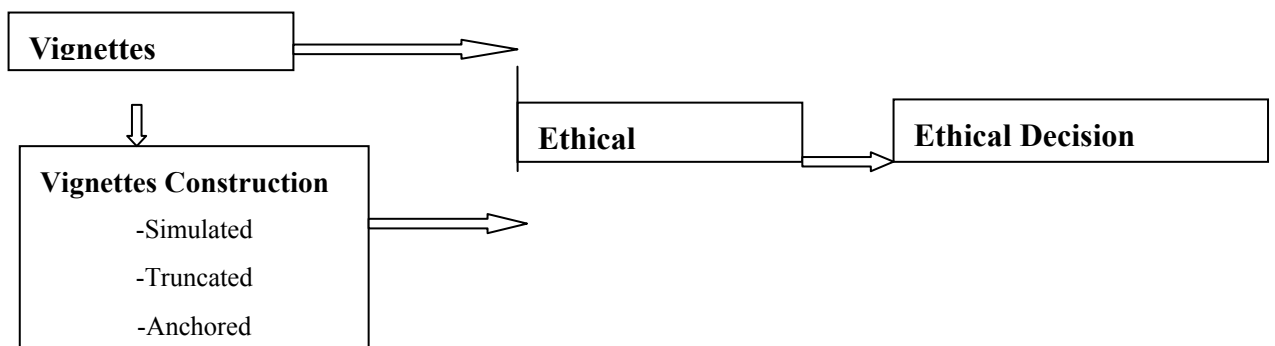 Vignettes
Ethical
Ethical Decision
Vignettes Construction
-Simulated
-Truncated
-Anchored